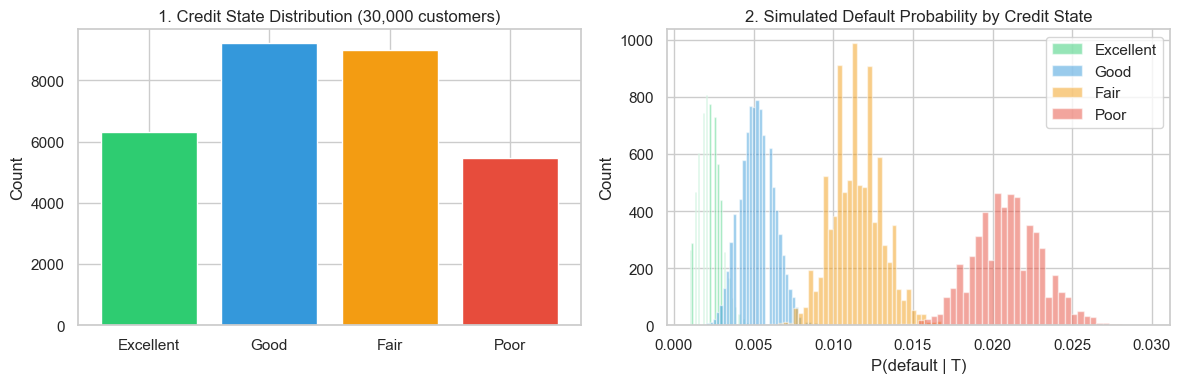 1. Credit State Distribution (30,000 customers)
Count
8000
6000
4000
2000
0
Excellent Good Fair Poor
2. Simulated Default Probability by Credit State
Count
1000
800
600
400
200
0
Excellent
Good
Fair
Poor
0.000 0.005 0.010 0.015 0.020 0.025 0.030
P(default | T)